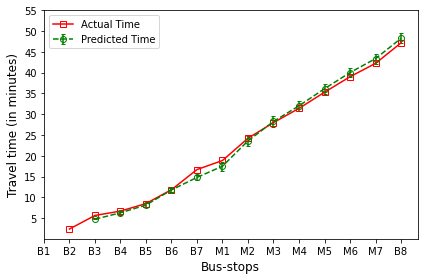 55
50
45
40
35
30
25
20
15
10
5
Travel time (in minutes)
Actual Time
Predicted Time
B1 B2 B3 B4 B5 B6 B7 M1 M2 M3 M4 M5 M6 M7 B8
Bus-stops